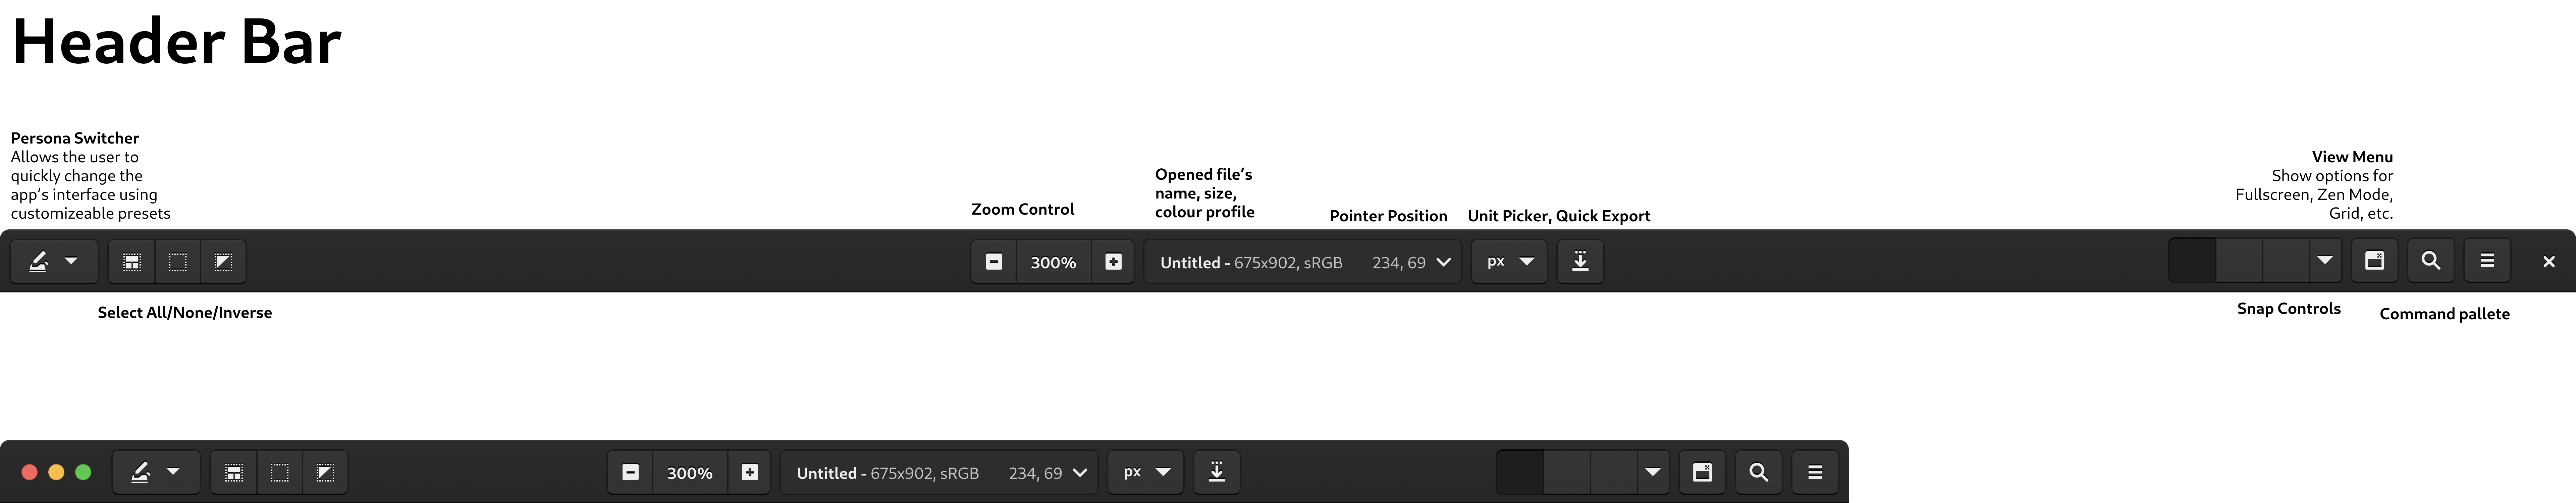 Header Bar
Persona Switcher
Allows the user to
quickly change the
app's interface using
customizeable presets
Zoom Control
Opened file's
name, size,
colour profile
Pointer Position
Unit Picker, Quick Export
View Menu
Show options for
Fullscreen, Zen Mode,
Grid, etc.
300%
Untitled - 675x902, sRGB
234, 69
px
Select All/None/Inverse
Snap Controls
Command pallete
300%
Untitled - 675x902, sRGB
234, 69
px